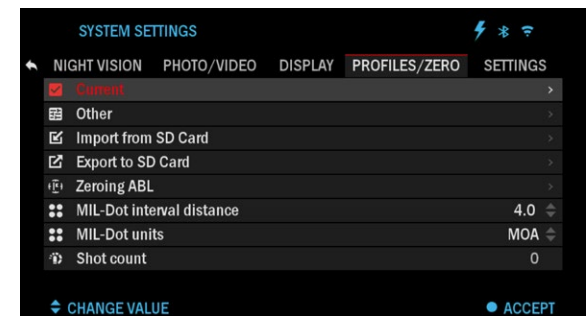 SYSTEM SETTINGS
NIGHT VISION PHOTO/VIDEO DISPLAY PROFILES/ZERO SETTINGS
Current
Other
Import from SD Card
Export to SD Card
Zeroing ABL
MIL-Dot interval distance 4.0
MIL-Dot units MOA
Shot count 0
CHANGE VALUE ACCEPT